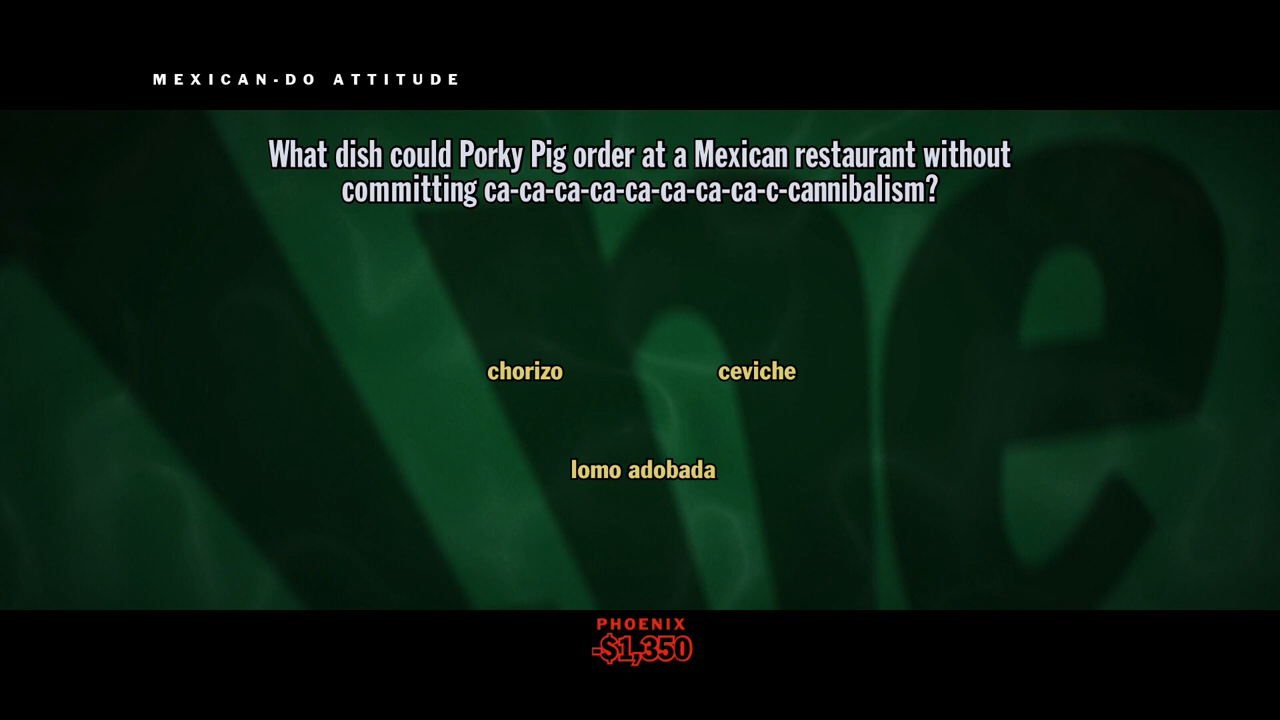 MEXICAN-DO ATTITUDE
What dish could Porky Pig order at a Mexican restaurant without
committing ca-ca-ca-ca-ca-ca-ca-ca-c-cannibalism?
chorizo
ceviche
lomo adobada
PHOENIX
-$1,350